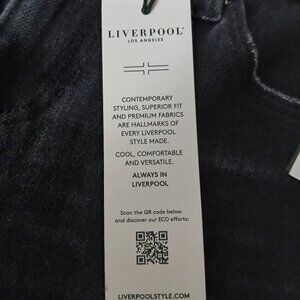 LIVERPOOL
LOS ANGELES
CONTEMPORARY
STYLING, SUPERIOR FIT
AND PREMIUM FABRICS
ARE HALLMARKS OF
EVERY LIVERPOOL
STYLE MADE.
COOL, COMFORTABLE
AND VERSATILE.
ALWAYS IN
LIVERPOOL
Scan the QR code below
and discover our ECO efforts:
LIVERPOOLSTYLE.COM